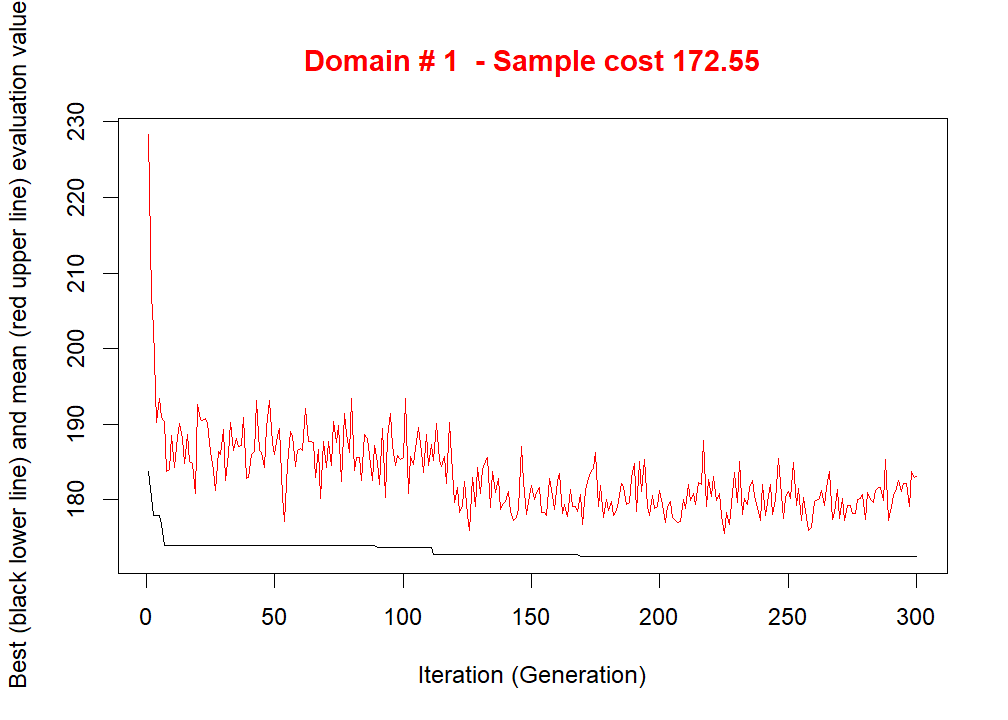 Domain # 1  - Sample cost 172.55
Best (black lower line) and mean (red upper line) evaluation value
230
220
210
200
190
180
0 50 100 150 200 250 300
Iteration (Generation)